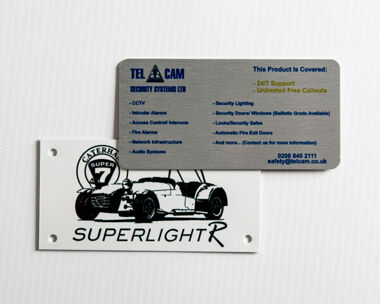 TEL CAM
SECURITY SYSTEMS LTD
This Product is Covered:
- 24/7 Support
- Unlimited Free Callouts
- CCTV
- Intruder Alarms
- Access Control/ Intercom
- Fire Alarms
- Network Infrastructure
- Audio Systems
- Security Lighting
- Security Doors/ Windows (Ballistic Grade Available)
- Locks/Security Safes
- Automatic Fire Exit Doors
- And more... (Contact us for more information)
0208 840 2111
safety@telcam.co.uk
SUPER
7
SUPERLIGHT R